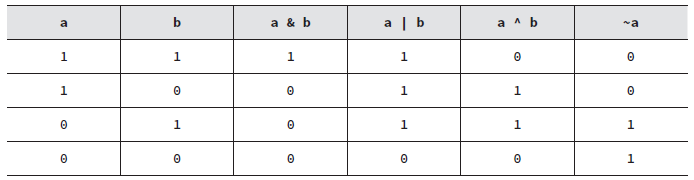 a b a & b a | b a ^ b ~a
1 1 1 1 0 0
1 0 0 1 1 0
0 1 0 1 1 1
0 0 0 0 0 1